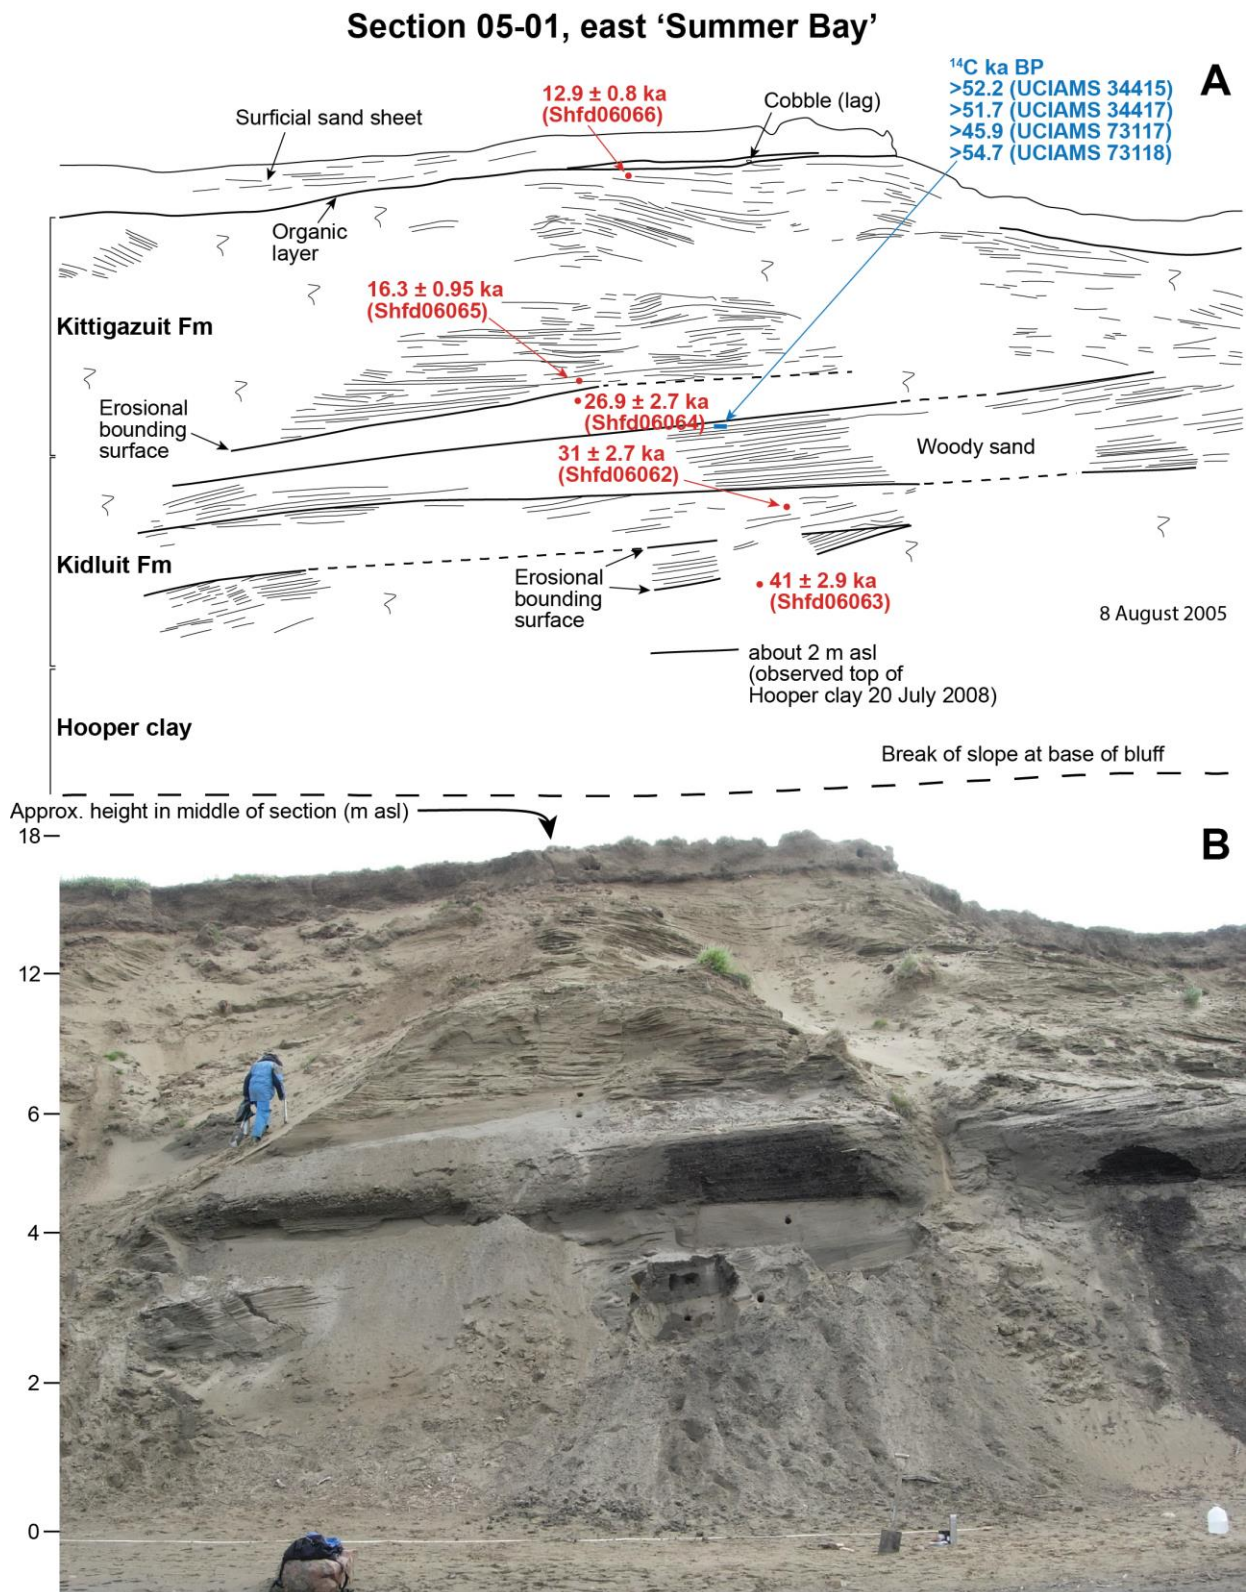 Section 05-01, east ‘Summer Bay’
A
¹⁴C ka BP
>52.2 (UCIAMS 34415)
>51.7 (UCIAMS 34417)
>45.9 (UCIAMS 73117)
>54.7 (UCIAMS 73118)
12.9 ± 0.8 ka
(Shfd06066)
Cobble (lag)
Surficial sand sheet
Organic
layer
16.3 ± 0.95 ka
(Shfd06065)
Kittigazuit Fm
26.9 ± 2.7 ka
(Shfd06064)
Erosional
bounding
surface
Woody sand
31 ± 2.7 ka
(Shfd06062)
Kidluit Fm
Erosional
bounding
surface
41 ± 2.9 ka
(Shfd06063)
8 August 2005
about 2 m asl
(observed top of
Hooper clay 20 July 2008)
Hooper clay
Break of slope at base of bluff
Approx. height in middle of section (m asl)
B
18
12
6
4
2
0